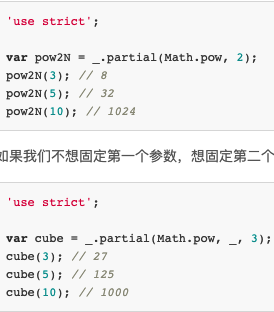 'use strict';
var pow2N = _.partial(Math.pow, 2);
pow2N(3); // 8
pow2N(5); // 32
pow2N(10); // 1024
如果我们不想固定第一个参数，想固定第二个
'use strict';
var cube = _.partial(Math.pow, _, 3);
cube(3); // 27
cube(5); // 125
cube(10); // 1000